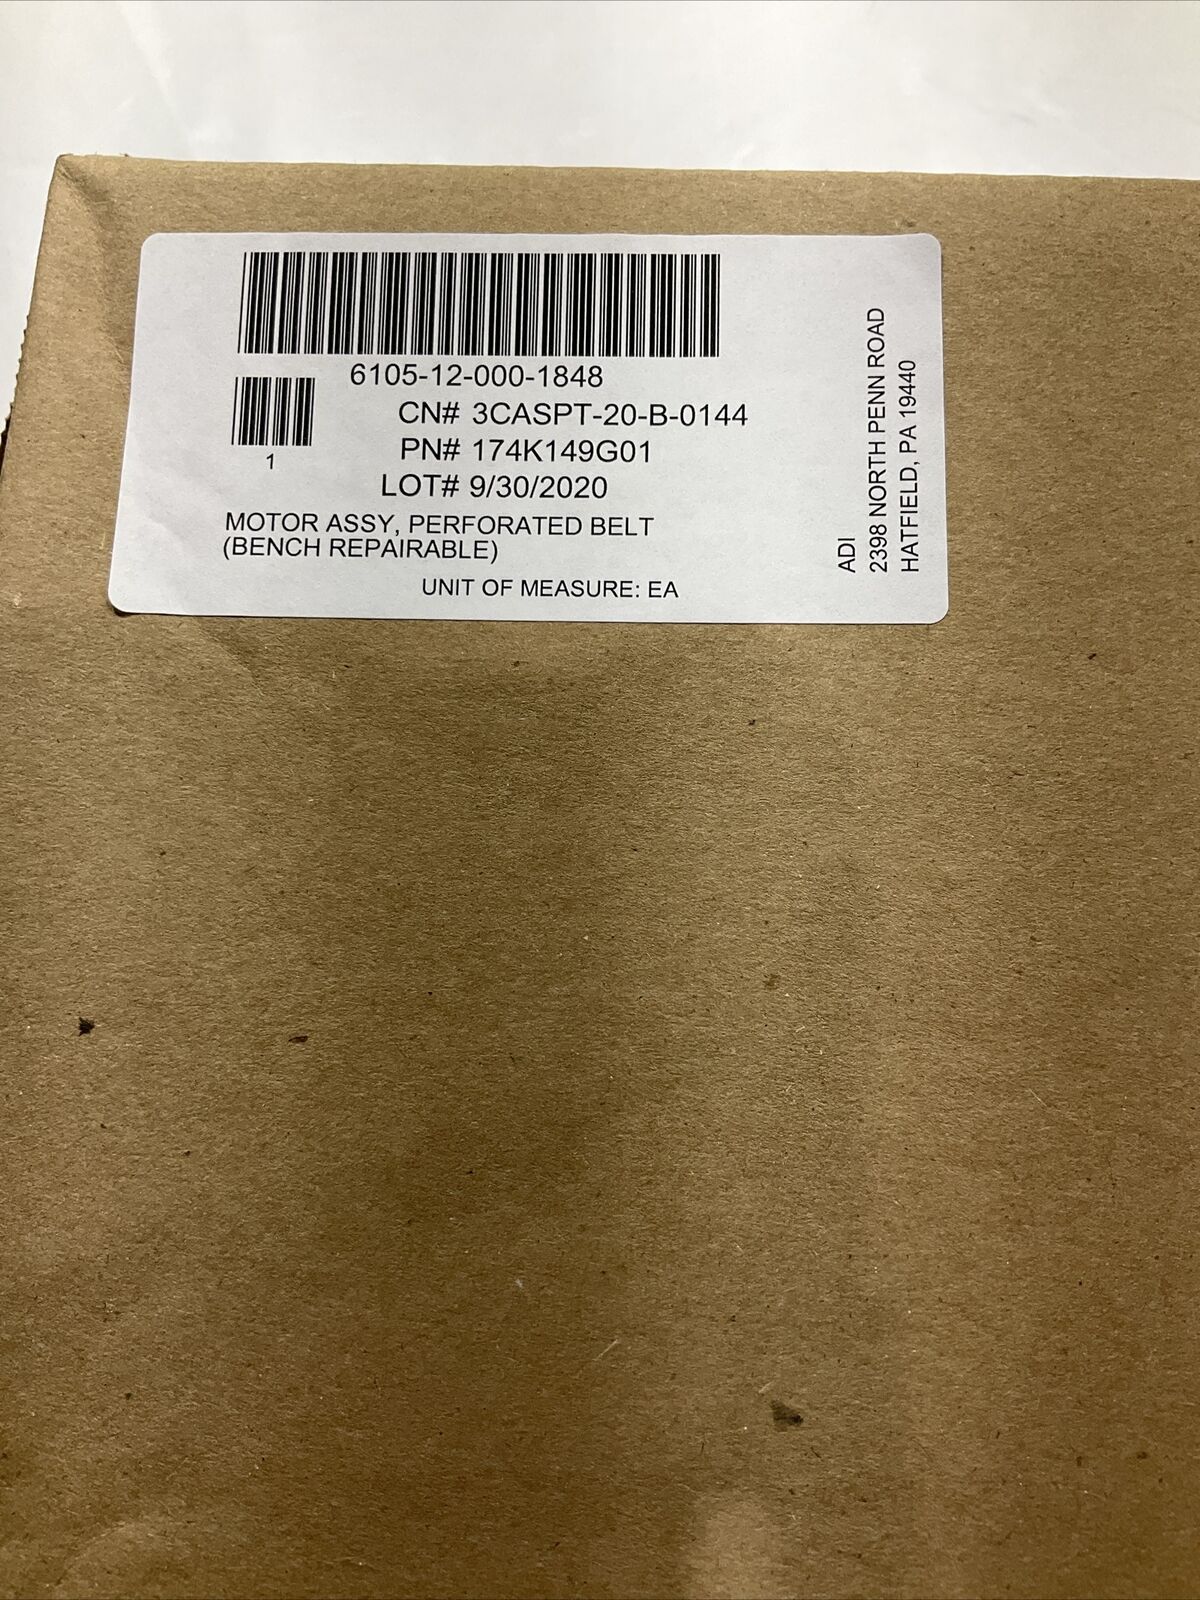 6105-12-000-1848
1
CN# 3CASPT-20-B-0144
PN# 174K149G01
LOT# 9/30/2020
MOTOR ASSY, PERFORATED BELT
(BENCH REPAIRABLE)
UNIT OF MEASURE: EA
ADI
2398 NORTH PENN ROAD
HATFIELD, PA 19440